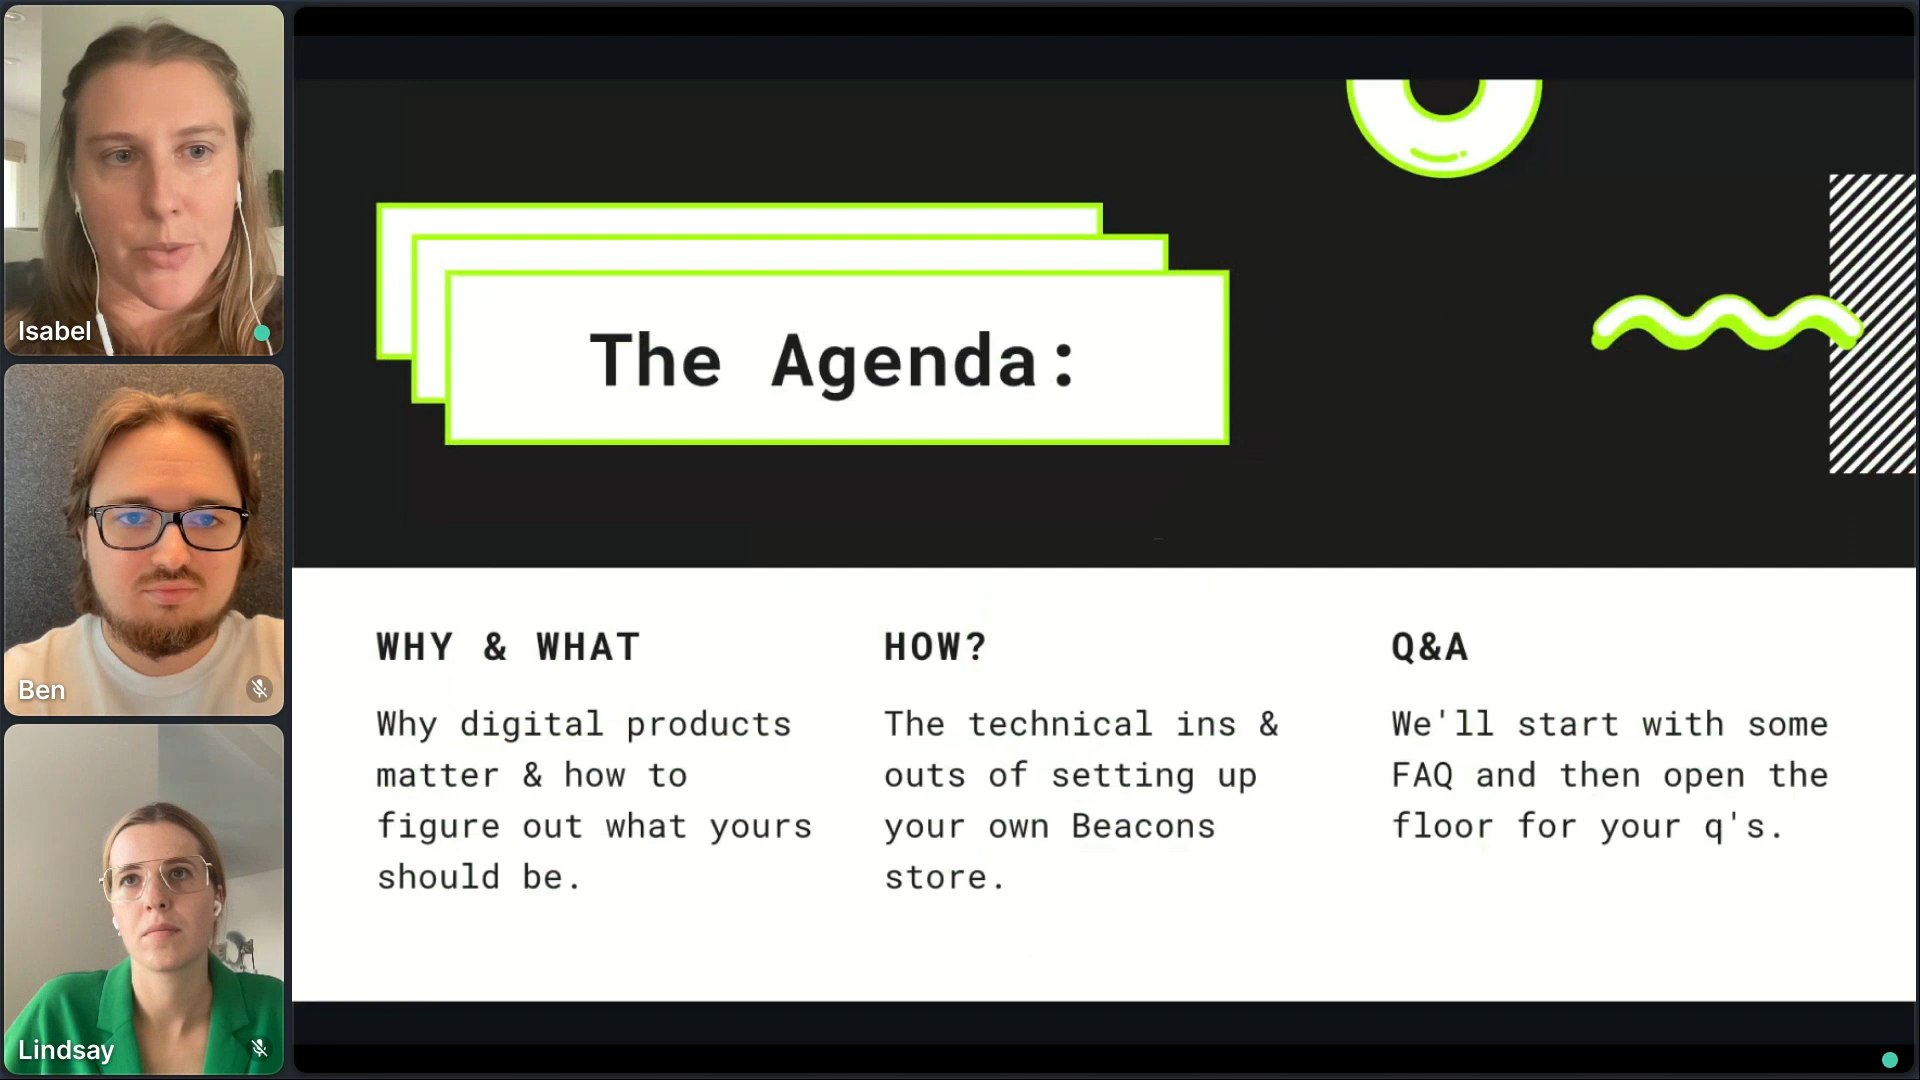 Isabel
Ben
Lindsay
The Agenda:
WHY & WHAT
Why digital products
matter & how to
figure out what yours
should be.
HOW?
The technical ins &
outs of setting up
your own Beacons
store.
Q&A
We'll start with some
FAQ and then open the
floor for your q's.